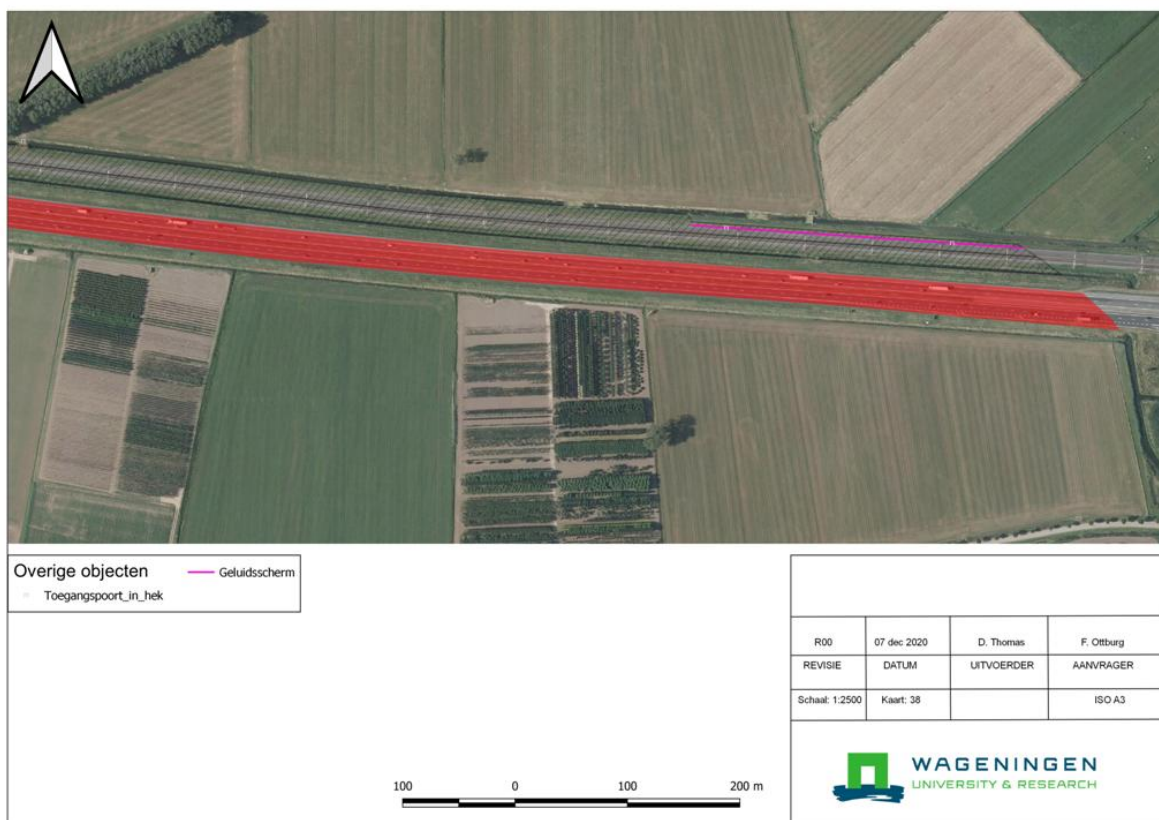 Overige objecten
Geluidsscherm
Toegangspoort_in_hek
R00 07 dec 2020 D. Thomas F. Ottburg
REVISIE DATUM UITVOERDER AANVRAGER
Schaal: 1:2500 Kaart: 38 ISO A3
100 0 100 200 m
WAGENINGEN
UNIVERSITY & RESEARCH